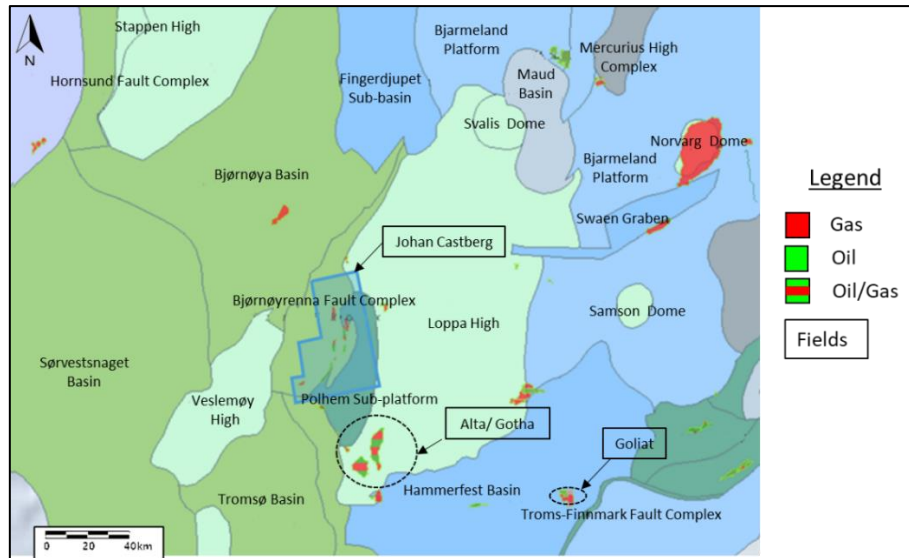 Stappen High
Bjarmeland
Platform
Mercurius High
Complex
N
Hornsund Fault Complex
Fingerdjupet
Sub-basin
Maud
Basin
Svalis Dome
Norvarg Dome
Bjarmeland
Platform
Bjørnøya Basin
Swaen Graben
Johan Castberg
Bjørnøyrenna Fault Complex
Loppa High
Samson Dome
Sørvestsnaget
Basin
Veslemøy
High
Polhem Sub-platform
Alta/ Gotha
Goliat
Tromsø Basin
Hammerfest Basin
Troms-Finnmark Fault Complex
0 20 40km
Legend
Gas
Oil
Oil/Gas
Fields